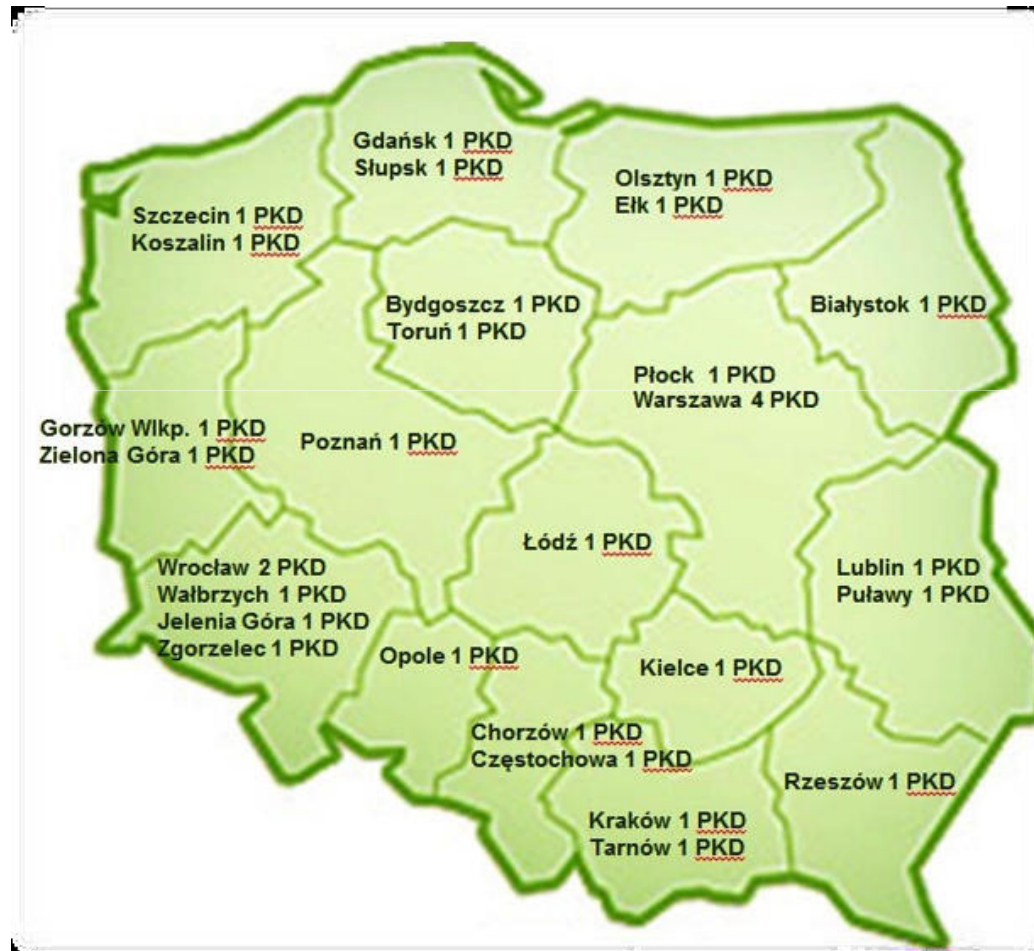 Gdańsk 1 PKD
Słupsk 1 PKD
Olsztyn 1 PKD
Ełk 1 PKD
Szczecin 1 PKD
Koszalin 1 PKD
Bydgoszcz 1 PKD
Toruń 1 PKD
Białystok 1 PKD
Płock 1 PKD
Warszawa 4 PKD
Gorzów Wlkp. 1 PKD
Zielona Góra 1 PKD
Poznań 1 PKD
Łódź 1 PKD
Wrocław 2 PKD
Wałbrzych 1 PKD
Jelenia Góra 1 PKD
Zgorzelec 1 PKD
Lublin 1 PKD
Puławy 1 PKD
Opole 1 PKD
Kielce 1 PKD
Chorzów 1 PKD
Częstochowa 1 PKD
Rzeszów 1 PKD
Kraków 1 PKD
Tarnów 1 PKD